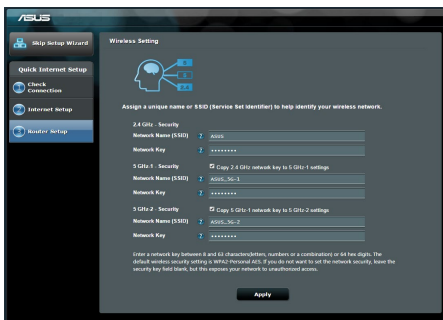 ASUS
Skip Setup Wizard
Quick Internet Setup
1 Check Connection
2 Internet Setup
3 Router Setup
Wireless Setting
Assign a unique name or SSID (Service Set Identifier) to help identify your wireless network.
2.4 GHz - Security
Network Name (SSID) ? ASUS
Network Key ? ••••••••
5 GHz-1 - Security Copy 2.4 GHz network key to 5 GHz-1 settings
Network Name (SSID) ? ASUS_5G-1
Network Key ? ••••••••
5 GHz-2 - Security Copy 5 GHz-1 network key to 5 GHz-2 settings
Network Name (SSID) ? ASUS_5G-2
Network Key ? ••••••••
Enter a network key between 8 and 63 characters(letters, numbers or a combination) or 64 hex digits. The
default wireless security setting is WPA2-Personal AES. If you do not want to set the network security, leave the
security key field blank, but this exposes your network to unauthorized access.
Apply